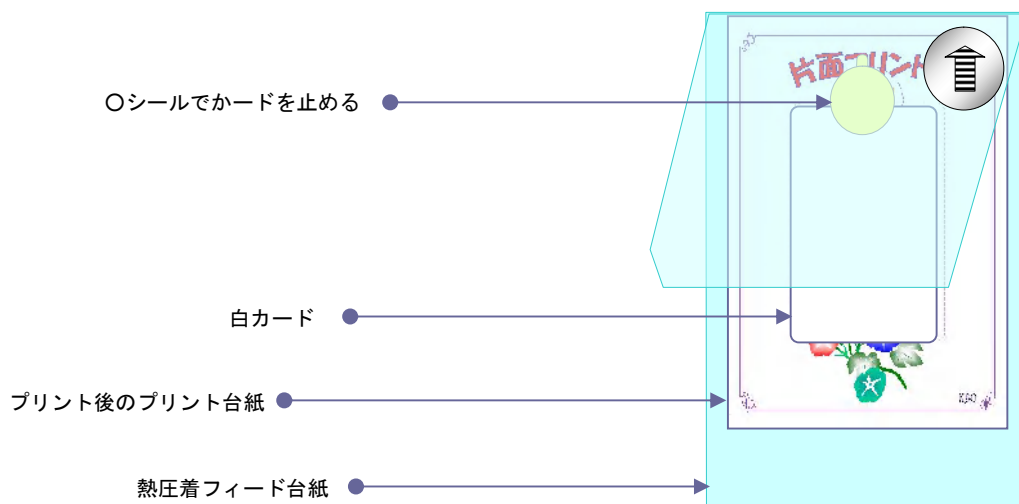 片面プリント
〇シールでかードを止める
白カード
プリント後のプリント台紙
KAO
熱圧着フィード台紙